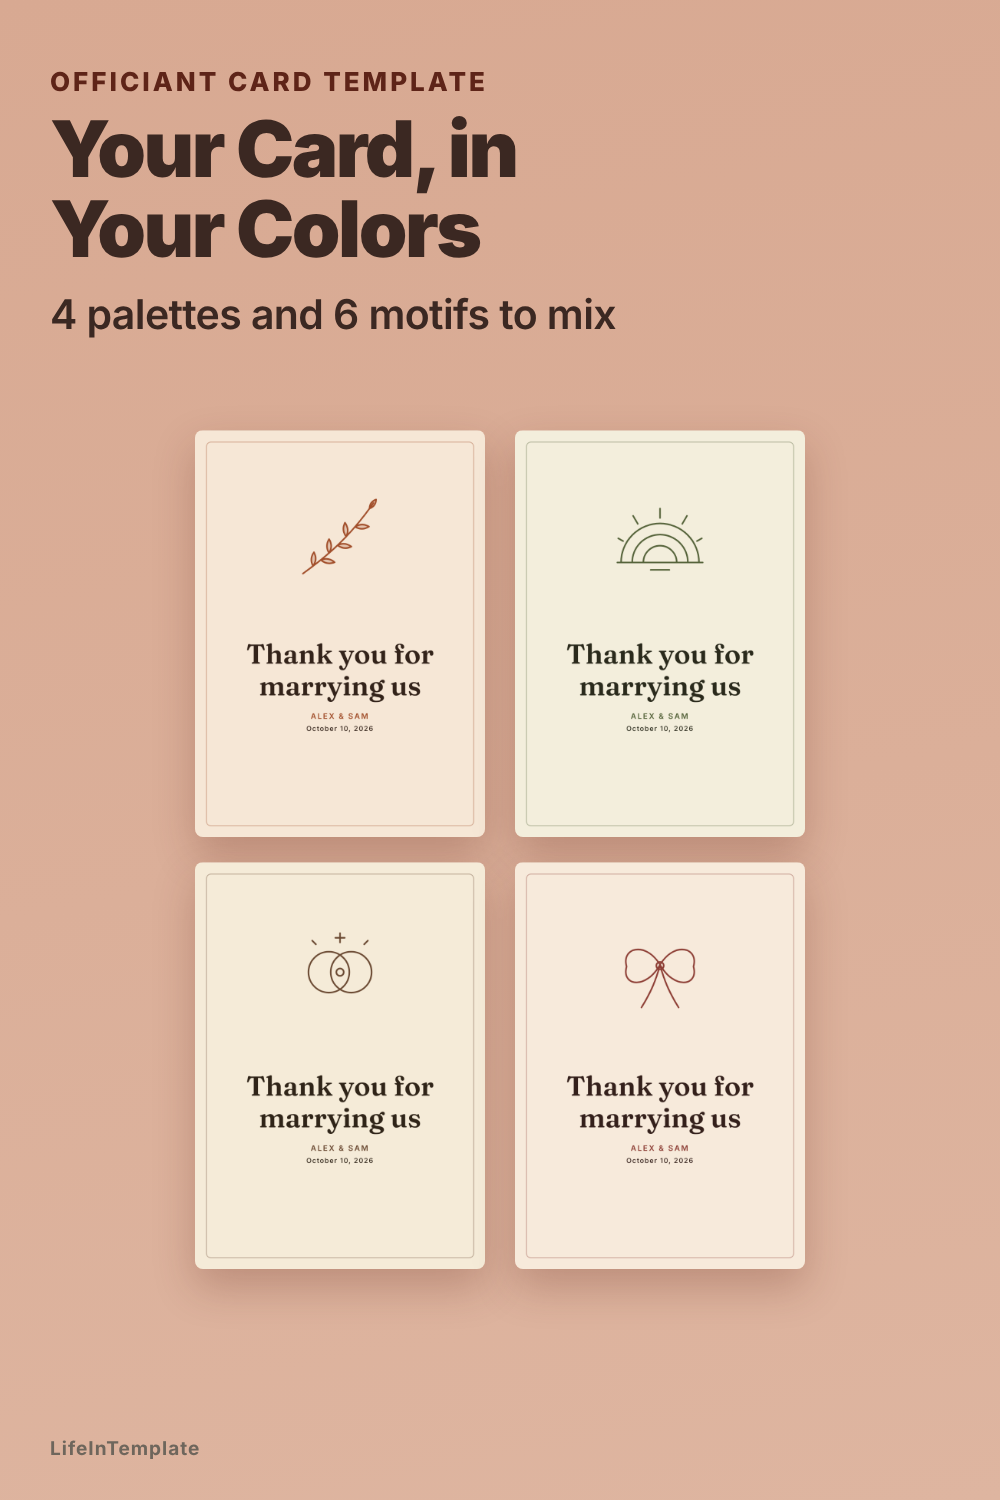 OFFICIANT CARD TEMPLATE
Your Card, in
Your Colors
4 palettes and 6 motifs to mix
Thank you for
marrying us
ALEX & SAM
October 10, 2026
Thank you for
marrying us
ALEX & SAM
October 10, 2026
Thank you for
marrying us
ALEX & SAM
October 10, 2026
Thank you for
marrying us
ALEX & SAM
October 10, 2026
LifeInTemplate